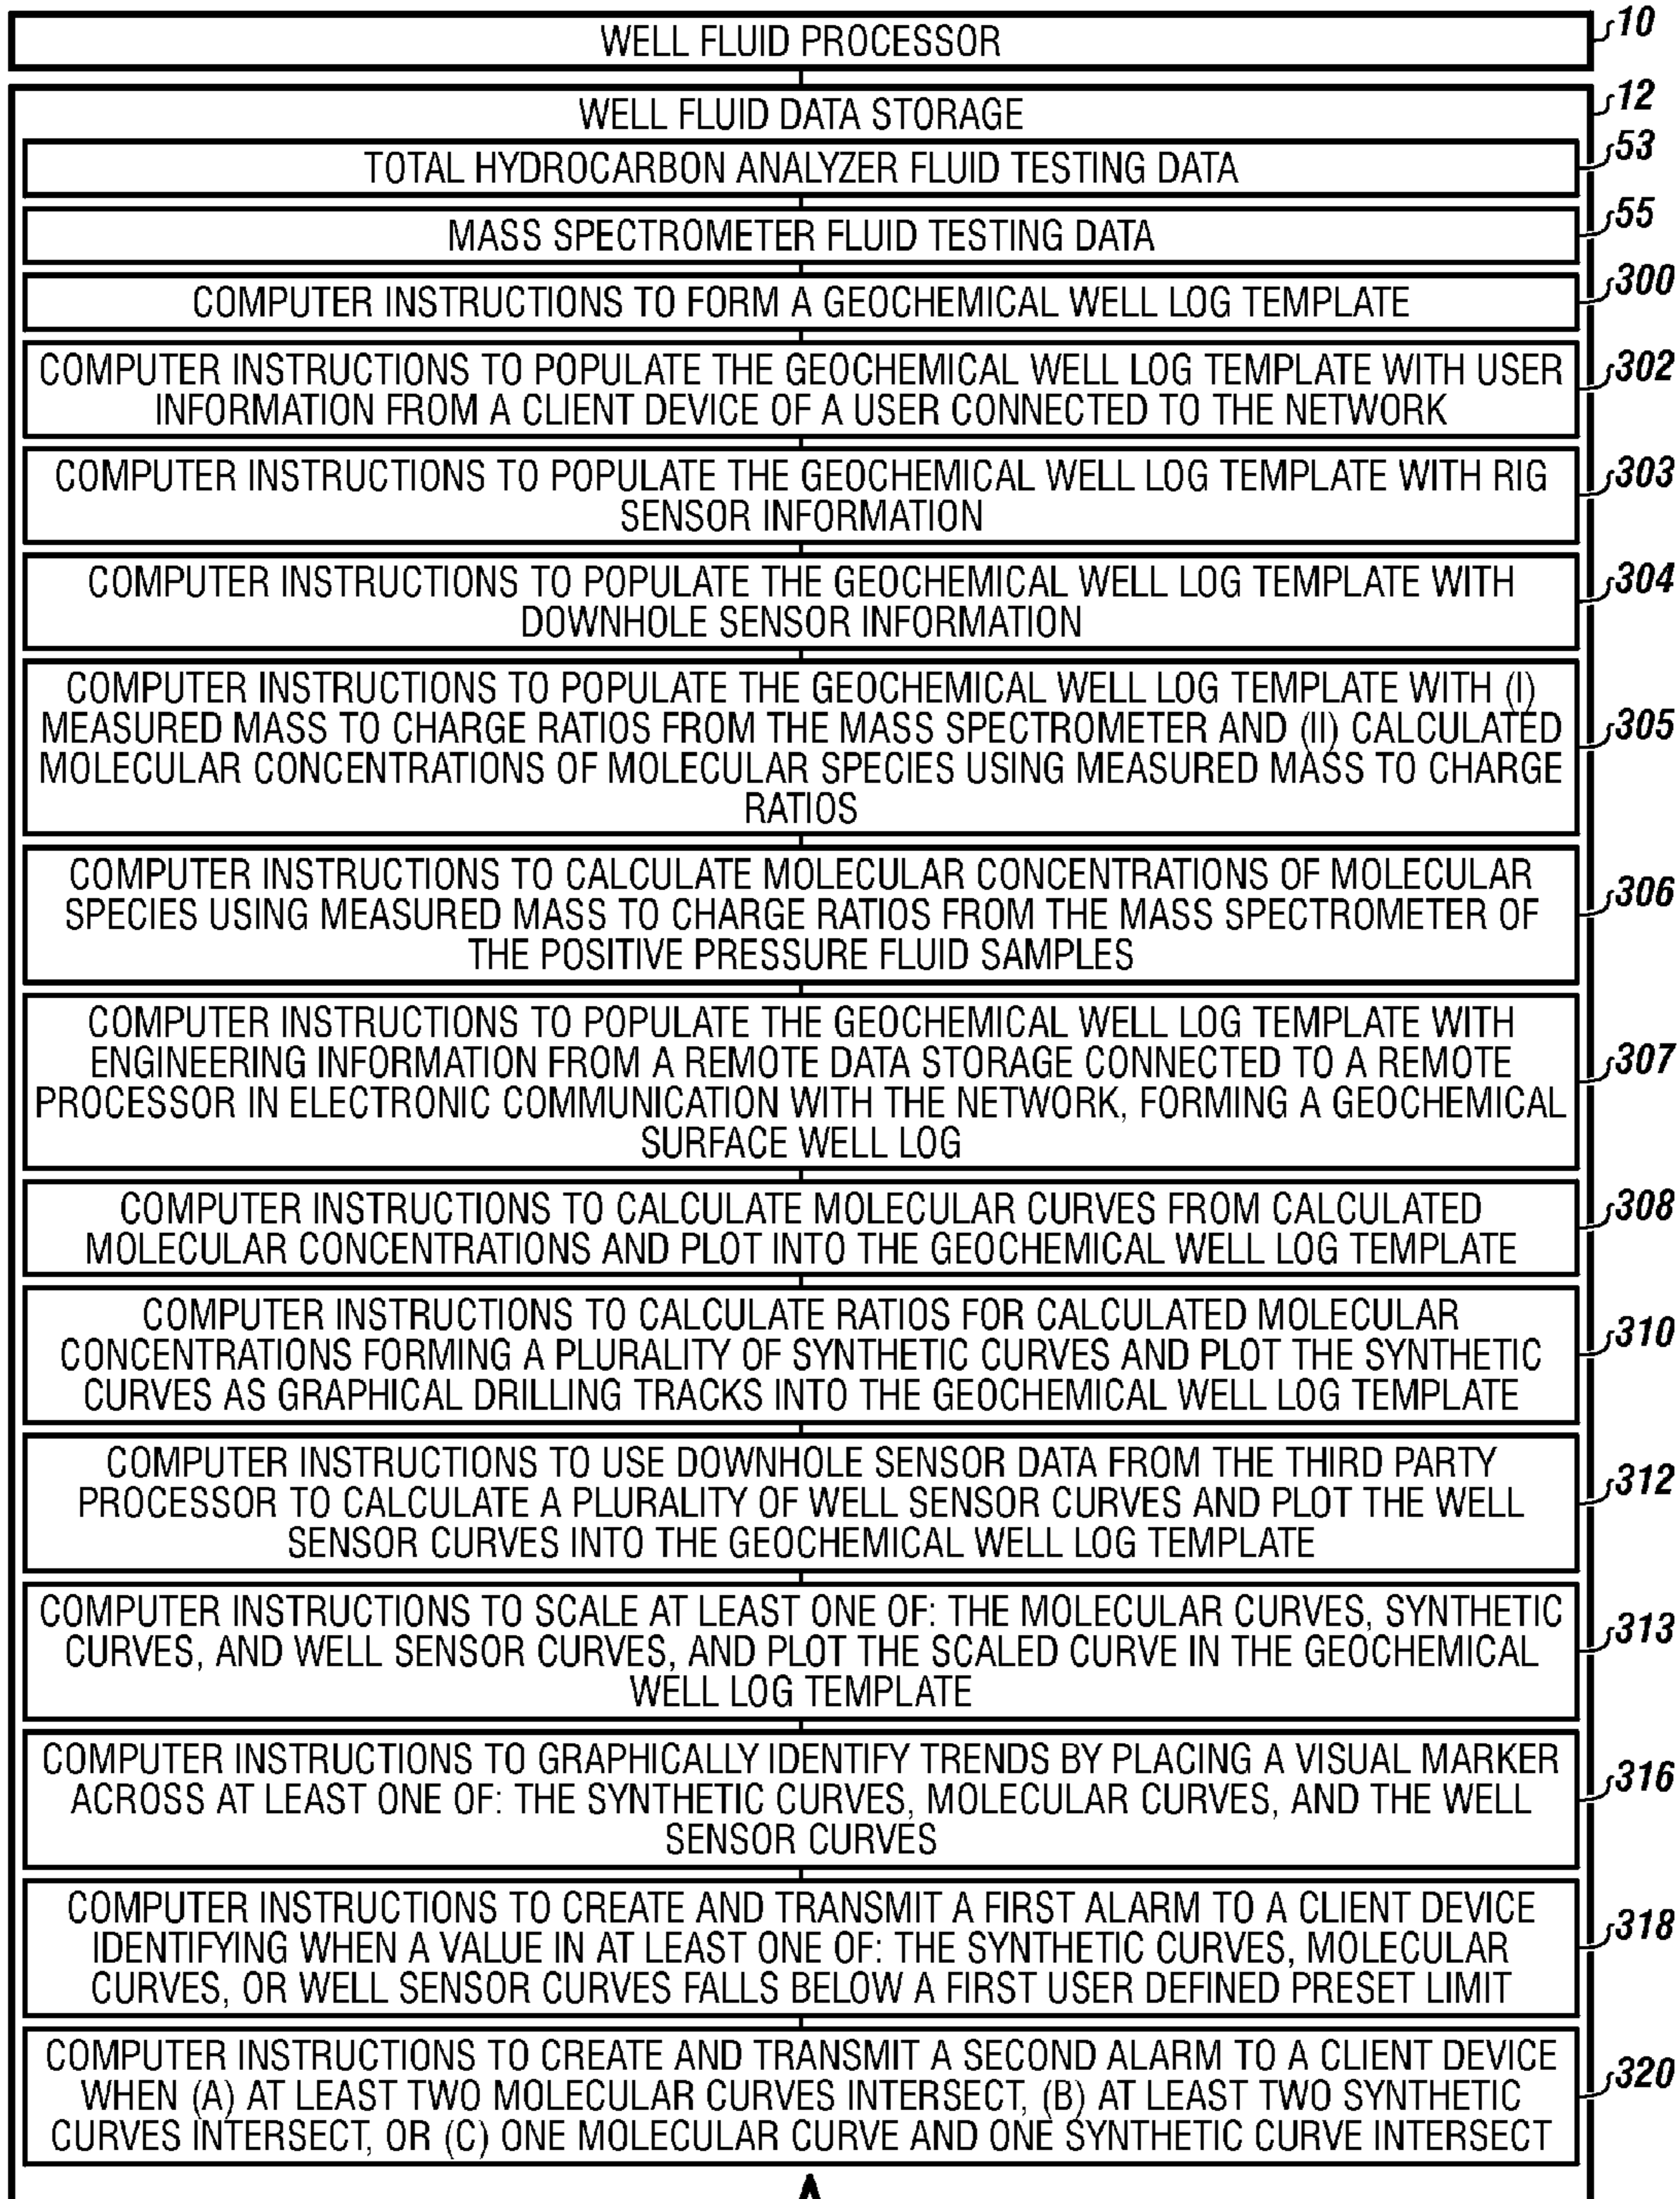 WELL FLUID PROCESSOR
10
WELL FLUID DATA STORAGE
12
TOTAL HYDROCARBON ANALYZER FLUID TESTING DATA
53
MASS SPECTROMETER FLUID TESTING DATA
55
COMPUTER INSTRUCTIONS TO FORM A GEOCHEMICAL WELL LOG TEMPLATE
300
COMPUTER INSTRUCTIONS TO POPULATE THE GEOCHEMICAL WELL LOG TEMPLATE WITH USER
INFORMATION FROM A CLIENT DEVICE OF A USER CONNECTED TO THE NETWORK
302
COMPUTER INSTRUCTIONS TO POPULATE THE GEOCHEMICAL WELL LOG TEMPLATE WITH RIG
SENSOR INFORMATION
303
COMPUTER INSTRUCTIONS TO POPULATE THE GEOCHEMICAL WELL LOG TEMPLATE WITH
DOWNHOLE SENSOR INFORMATION
304
COMPUTER INSTRUCTIONS TO POPULATE THE GEOCHEMICAL WELL LOG TEMPLATE WITH (I)
MEASURED MASS TO CHARGE RATIOS FROM THE MASS SPECTROMETER AND (II) CALCULATED
MOLECULAR CONCENTRATIONS OF MOLECULAR SPECIES USING MEASURED MASS TO CHARGE
RATIOS
305
COMPUTER INSTRUCTIONS TO CALCULATE MOLECULAR CONCENTRATIONS OF MOLECULAR
SPECIES USING MEASURED MASS TO CHARGE RATIOS FROM THE MASS SPECTROMETER OF
THE POSITIVE PRESSURE FLUID SAMPLES
306
COMPUTER INSTRUCTIONS TO POPULATE THE GEOCHEMICAL WELL LOG TEMPLATE WITH
ENGINEERING INFORMATION FROM A REMOTE DATA STORAGE CONNECTED TO A REMOTE
PROCESSOR IN ELECTRONIC COMMUNICATION WITH THE NETWORK, FORMING A GEOCHEMICAL
SURFACE WELL LOG
307
COMPUTER INSTRUCTIONS TO CALCULATE MOLECULAR CURVES FROM CALCULATED
MOLECULAR CONCENTRATIONS AND PLOT INTO THE GEOCHEMICAL WELL LOG TEMPLATE
308
COMPUTER INSTRUCTIONS TO CALCULATE RATIOS FOR CALCULATED MOLECULAR
CONCENTRATIONS FORMING A PLURALITY OF SYNTHETIC CURVES AND PLOT THE SYNTHETIC
CURVES AS GRAPHICAL DRILLING TRACKS INTO THE GEOCHEMICAL WELL LOG TEMPLATE
310
COMPUTER INSTRUCTIONS TO USE DOWNHOLE SENSOR DATA FROM THE THIRD PARTY
PROCESSOR TO CALCULATE A PLURALITY OF WELL SENSOR CURVES AND PLOT THE WELL
SENSOR CURVES INTO THE GEOCHEMICAL WELL LOG TEMPLATE
312
COMPUTER INSTRUCTIONS TO SCALE AT LEAST ONE OF: THE MOLECULAR CURVES, SYNTHETIC
CURVES, AND WELL SENSOR CURVES, AND PLOT THE SCALED CURVE IN THE GEOCHEMICAL
WELL LOG TEMPLATE
313
COMPUTER INSTRUCTIONS TO GRAPHICALLY IDENTIFY TRENDS BY PLACING A VISUAL MARKER
ACROSS AT LEAST ONE OF: THE SYNTHETIC CURVES, MOLECULAR CURVES, AND THE WELL
SENSOR CURVES
316
COMPUTER INSTRUCTIONS TO CREATE AND TRANSMIT A FIRST ALARM TO A CLIENT DEVICE
IDENTIFYING WHEN A VALUE IN AT LEAST ONE OF: THE SYNTHETIC CURVES, MOLECULAR
CURVES, OR WELL SENSOR CURVES FALLS BELOW A FIRST USER DEFINED PRESET LIMIT
318
COMPUTER INSTRUCTIONS TO CREATE AND TRANSMIT A SECOND ALARM TO A CLIENT DEVICE
WHEN (A) AT LEAST TWO MOLECULAR CURVES INTERSECT, (B) AT LEAST TWO SYNTHETIC
CURVES INTERSECT, OR (C) ONE MOLECULAR CURVE AND ONE SYNTHETIC CURVE INTERSECT
320